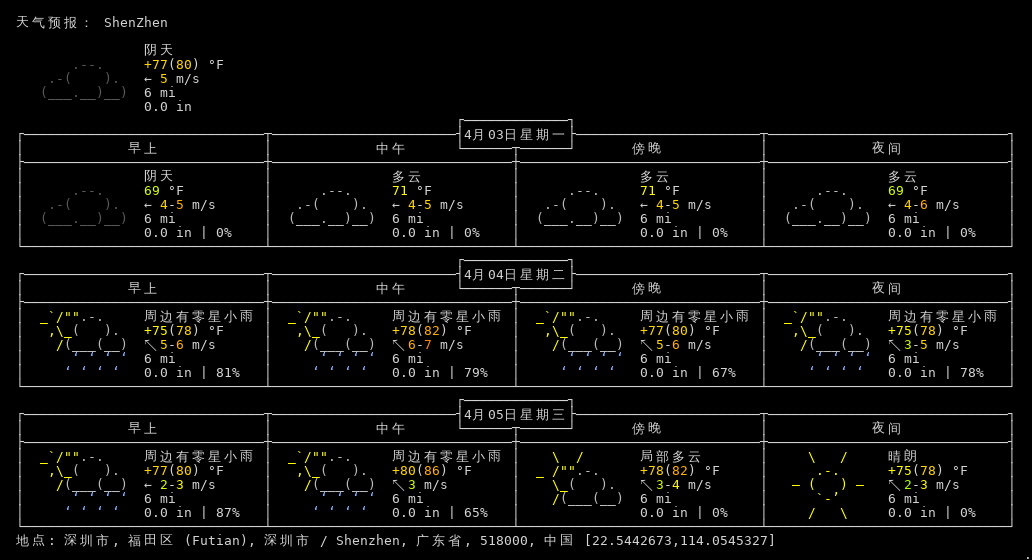 天气预报： ShenZhen
阴天
+77(80) °F
← 5 m/s
6 mi
0.0 in
4月03日星期一
早上 中午 傍晚 夜间
阴天 多云 多云 多云
69 °F 71 °F 71 °F 69 °F
← 4-5 m/s ← 4-5 m/s ← 4-5 m/s ← 4-6 m/s
6 mi 6 mi 6 mi 6 mi
0.0 in | 0% 0.0 in | 0% 0.0 in | 0% 0.0 in | 0%
4月04日星期二
早上 中午 傍晚 夜间
周边有零星小雨 周边有零星小雨 周边有零星小雨 周边有零星小雨
+75(78) °F +78(82) °F +77(80) °F +75(78) °F
↖ 5-6 m/s ↖ 6-7 m/s ↖ 5-6 m/s ↖ 3-5 m/s
6 mi 6 mi 6 mi 6 mi
0.0 in | 81% 0.0 in | 79% 0.0 in | 67% 0.0 in | 78%
4月05日星期三
早上 中午 傍晚 夜间
周边有零星小雨 周边有零星小雨 局部多云 晴朗
+77(80) °F +80(86) °F +78(82) °F +75(78) °F
← 2-3 m/s ↖ 3 m/s ↖ 3-4 m/s ↖ 2-3 m/s
6 mi 6 mi 6 mi 6 mi
0.0 in | 87% 0.0 in | 65% 0.0 in | 0% 0.0 in | 0%
地点: 深圳市, 福田区 (Futian), 深圳市 / Shenzhen, 广东省, 518000, 中国 [22.5442673,114.0545327]